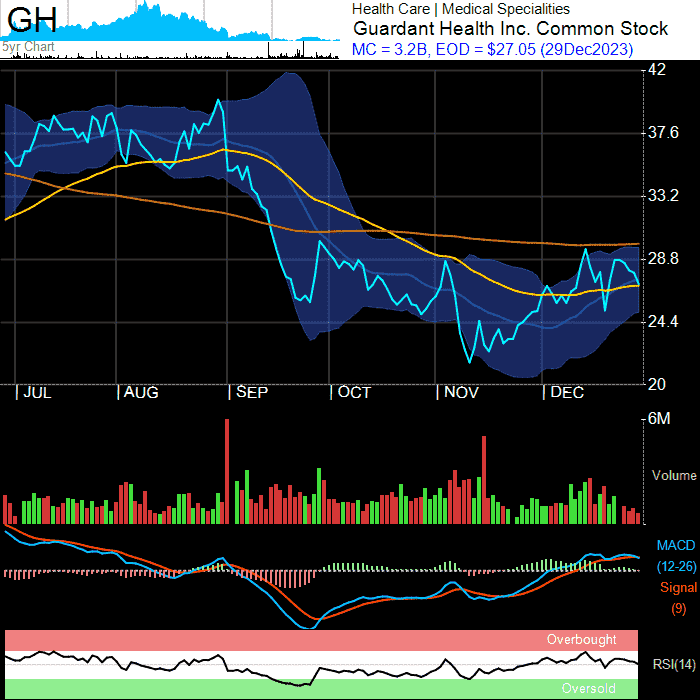 GH
5yr Chart
Health Care | Medical Specialities
Guardant Health Inc. Common Stock
MC = 3.2B, EOD = $27.05 (29Dec2023)
42
37.6
33.2
28.8
24.4
20
|JUL |AUG |SEP |OCT |NOV |DEC
6M
Volume
MACD
(12-26)
Signal
(9)
Overbought
RSI(14)
Oversold